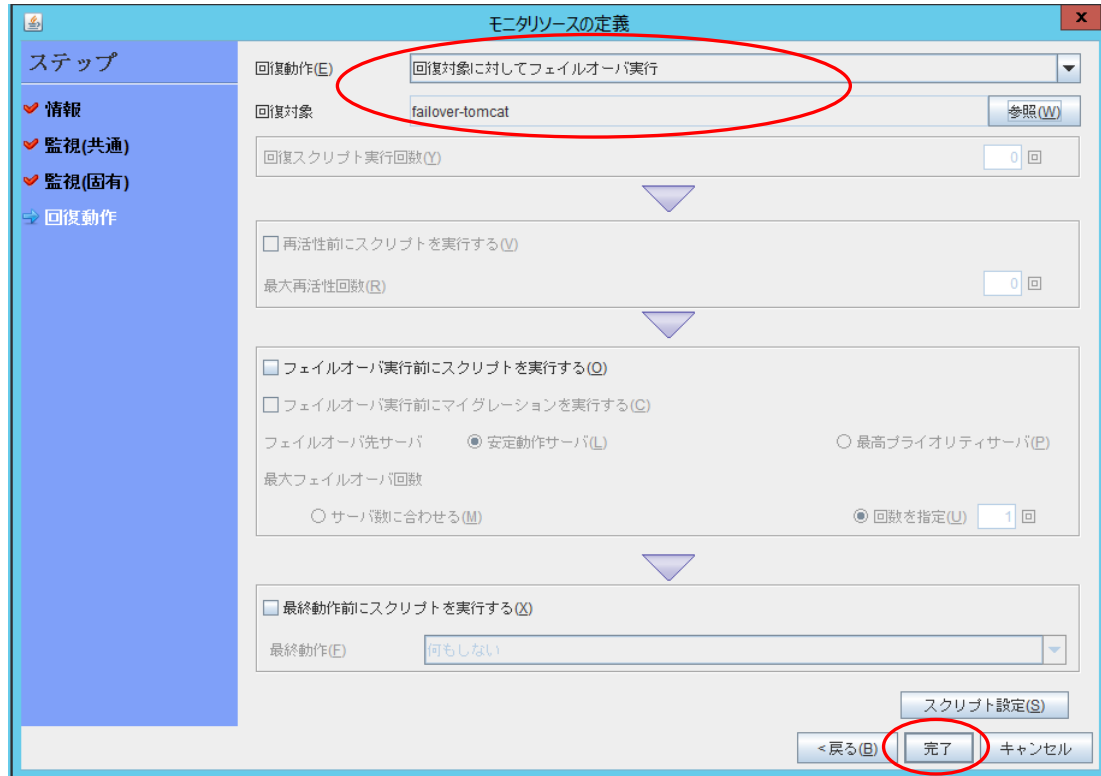 モニタリソースの定義
x
ステップ
情報
監視(共通)
監視(固有)
回復動作
回復動作(E) 回復対象に対してフェイルオーバ実行
回復対象 failover-tomcat 参照(W)
回復スクリプト実行回数(Y) 0 回
再活性前にスクリプトを実行する(V)
最大再活性回数(R) 0 回
フェイルオーバ実行前にスクリプトを実行する(O)
フェイルオーバ実行前にマイグレーションを実行する(C)
フェイルオーバ先サーバ 安定動作サーバ(L) 最高プライオリティサーバ(P)
最大フェイルオーバ回数
サーバ数に合わせる(M) 回数を指定(U) 1 回
最終動作前にスクリプトを実行する(X)
最終動作(F) 何もしない
スクリプト設定(S)
<戻る(B) 完了 キャンセル